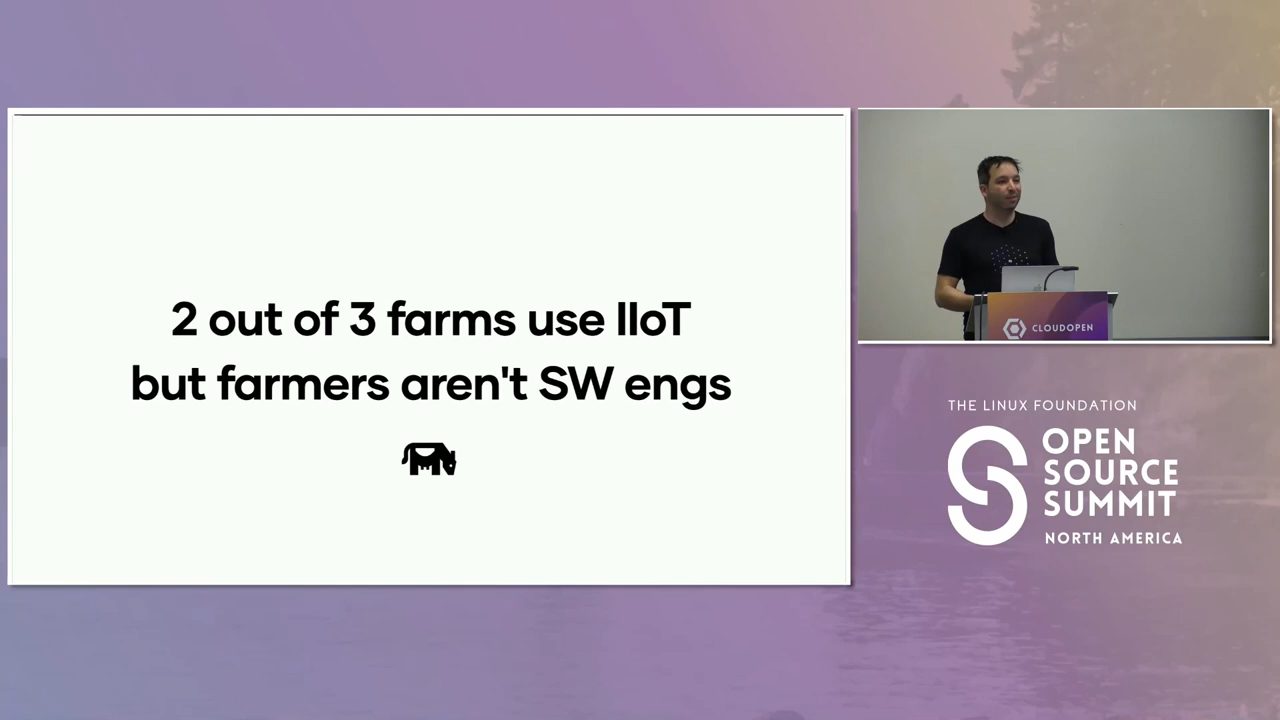 2 out of 3 farms use IIoT
but farmers aren't SW engs
CLOUDOPEN
THE LINUX FOUNDATION
OPEN
SOURCE
SUMMIT
NORTH AMERICA